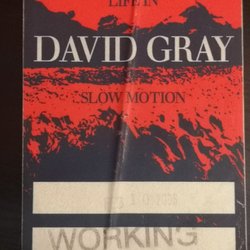 LIFE IN
DAVID GRAY
SLOW MOTION
WORKING